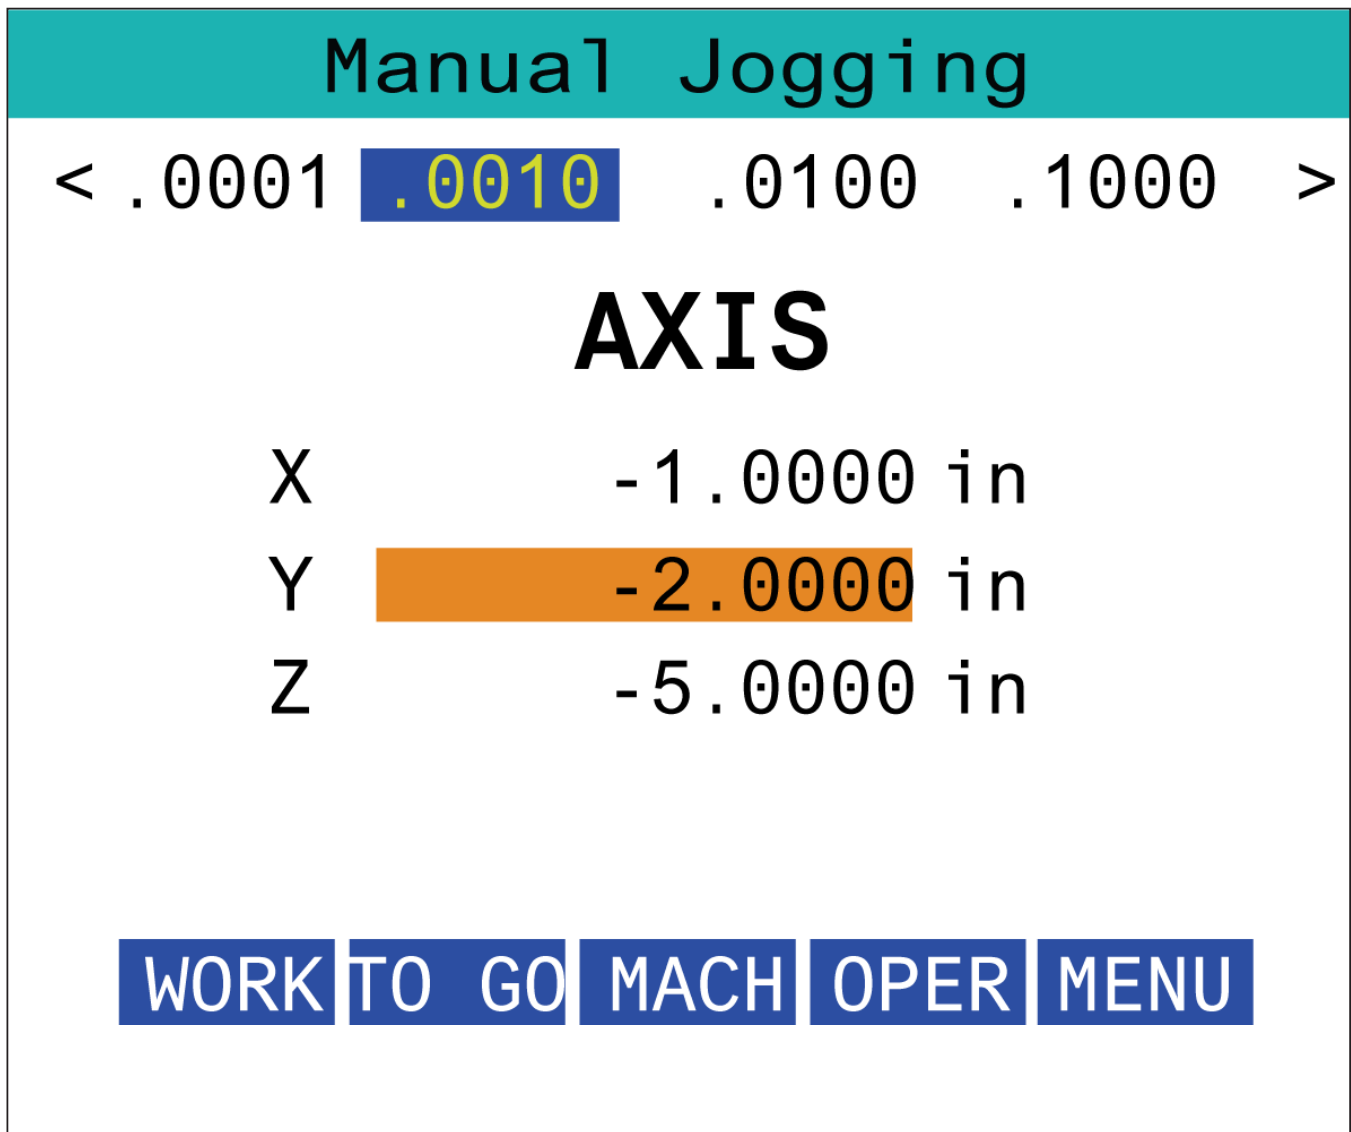 Manual Jogging
< .0001 .0010 .0100 .1000 >
AXIS
X -1.0000 in
Y -2.0000 in
Z -5.0000 in
WORK TO GO MACH OPER MENU